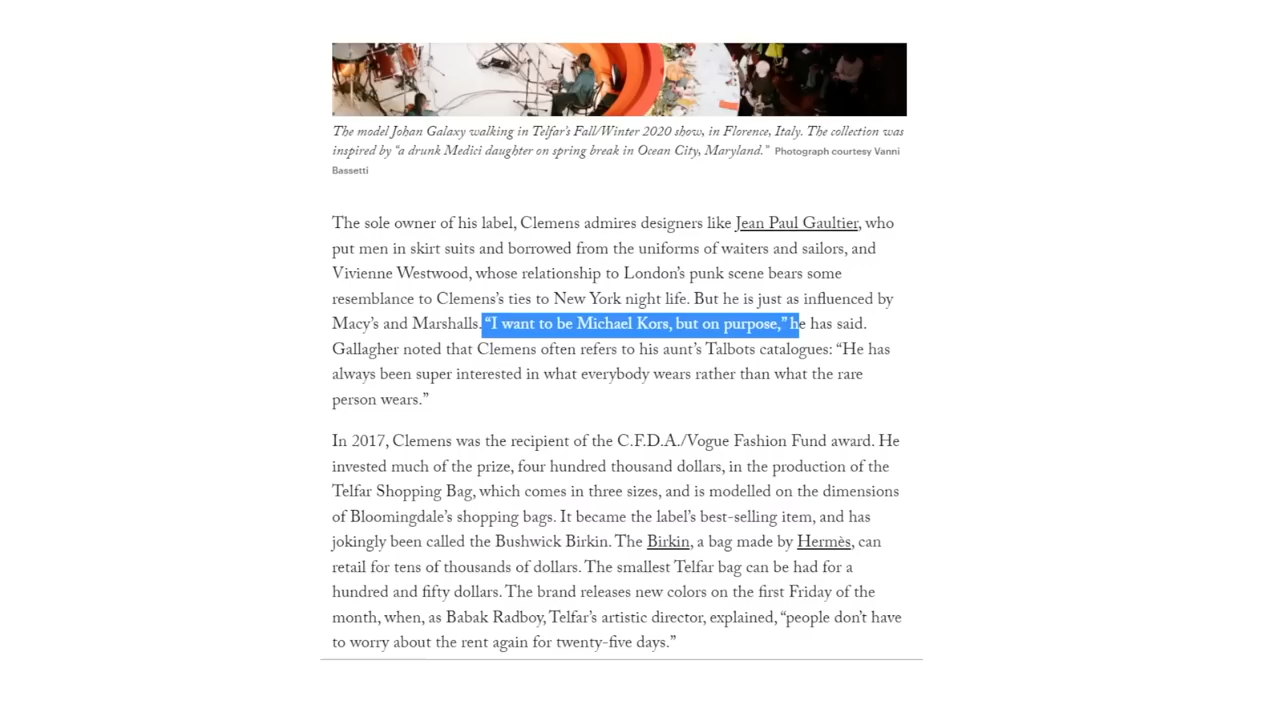 The model Johan Galaxy walking in Telfar's Fall/Winter 2020 show, in Florence, Italy. The collection was
inspired by “a drunk Medici daughter on spring break in Ocean City, Maryland.” Photograph courtesy Vanni
Bassetti
The sole owner of his label, Clemens admires designers like Jean Paul Gaultier, who
put men in skirt suits and borrowed from the uniforms of waiters and sailors, and
Vivienne Westwood, whose relationship to London’s punk scene bears some
resemblance to Clemens’s ties to New York night life. But he is just as influenced by
Macy’s and Marshalls. “I want to be Michael Kors, but on purpose,” he has said.
Gallagher noted that Clemens often refers to his aunt’s Talbots catalogues: “He has
always been super interested in what everybody wears rather than what the rare
person wears.”
In 2017, Clemens was the recipient of the C.F.D.A./Vogue Fashion Fund award. He
invested much of the prize, four hundred thousand dollars, in the production of the
Telfar Shopping Bag, which comes in three sizes, and is modelled on the dimensions
of Bloomingdale’s shopping bags. It became the label’s best-selling item, and has
jokingly been called the Bushwick Birkin. The Birkin, a bag made by Hermès, can
retail for tens of thousands of dollars. The smallest Telfar bag can be had for a
hundred and fifty dollars. The brand releases new colors on the first Friday of the
month, when, as Babak Radboy, Telfar’s artistic director, explained, “people don’t have
to worry about the rent again for twenty-five days.”